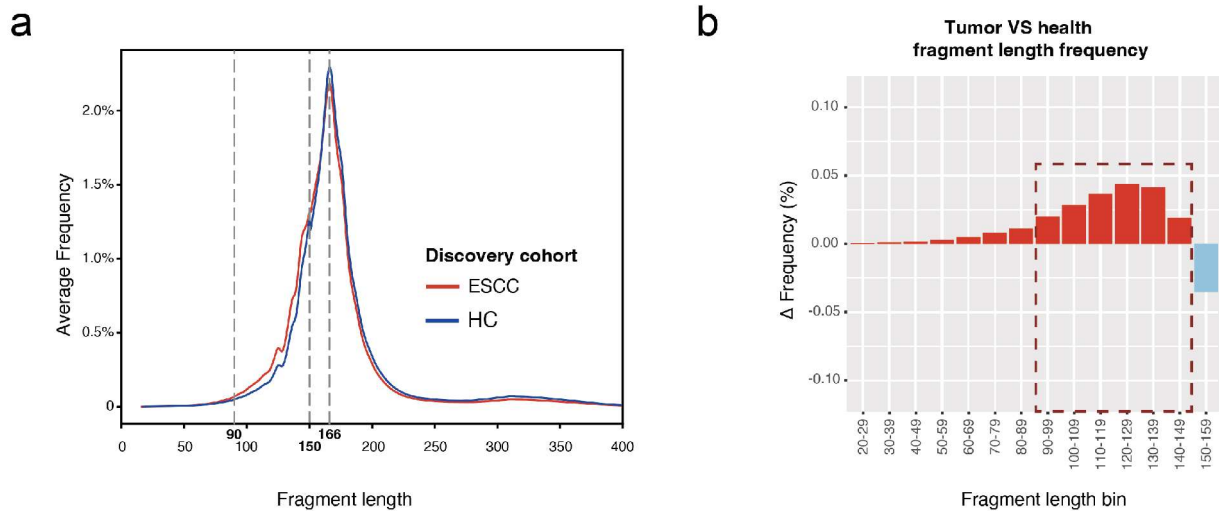 a
2.0%
1.5%
1.0%
0.5%
0
Average Frequency
Discovery cohort
ESCC
HC
0 50 90 100 150 166 200 250 300 350 400
Fragment length
b
Tumor VS health
fragment length frequency
0.10
0.05
0.00
-0.05
-0.10
Δ Frequency (%)
20-29
30-39
40-49
50-59
60-69
70-79
80-89
90-99
100-109
110-119
120-129
130-139
140-149
150-159
Fragment length bin